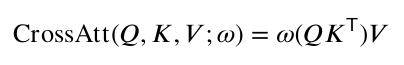 CrossAtt(Q, K, V; ω) = ω(QK^⊤)V